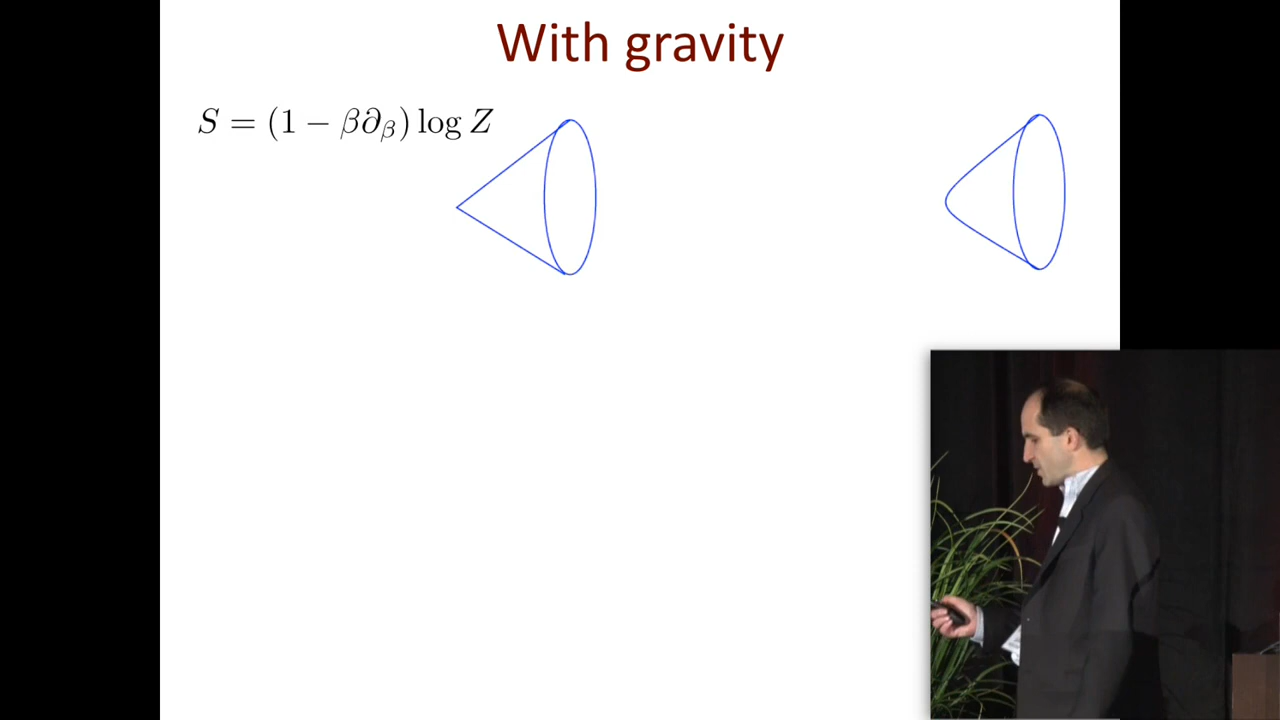 With gravity
S = (1 − β∂_β) log Z